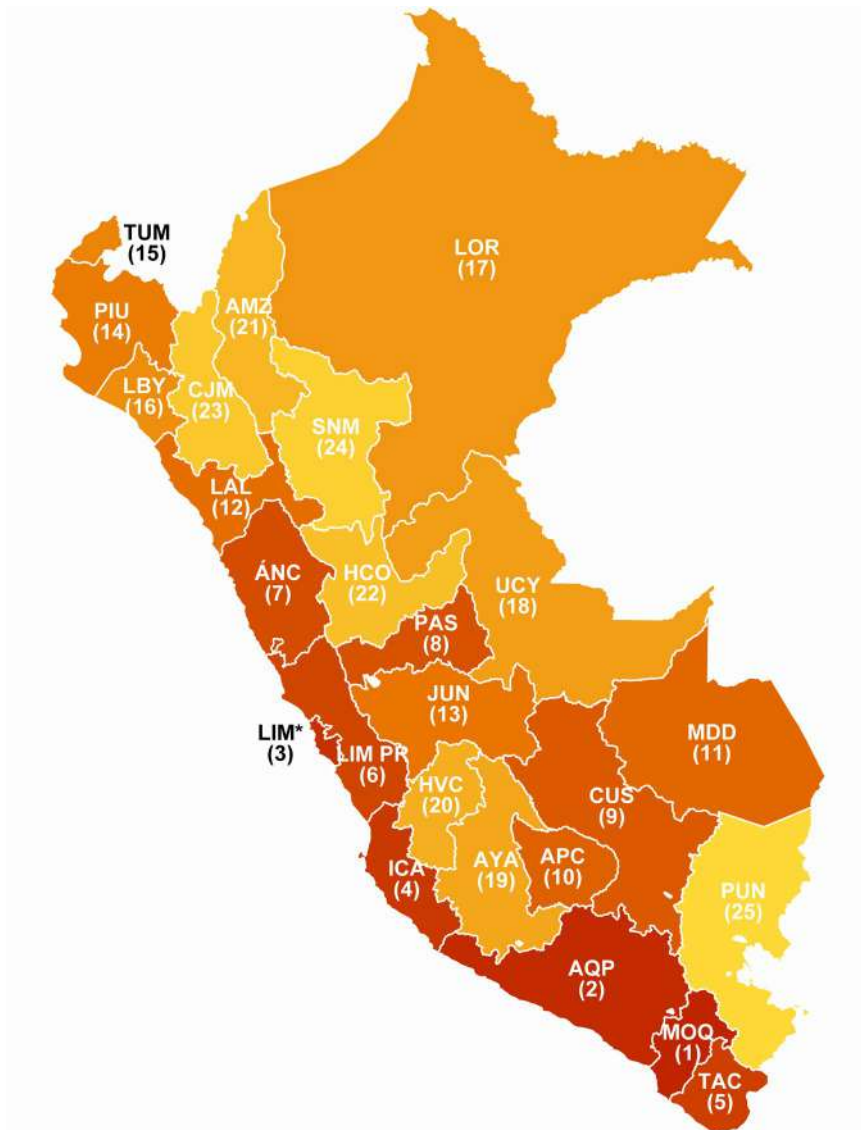 TUM
(15)
LOR
(17)
PIU
(14)
AMZ
(21)
LBY
(16)
CJM
(23)
SNM
(24)
LAL
(12)
ÁNC
(7)
HCO
(22)
UCY
(18)
PAS
(8)
JUN
(13)
MDD
(11)
LIM*
(3)
LIM PR
(6)
HVC
(20)
CUS
(9)
ICA
(4)
AYA
(19)
APC
(10)
PUN
(25)
AQP
(2)
MOQ
(1)
TAC
(5)